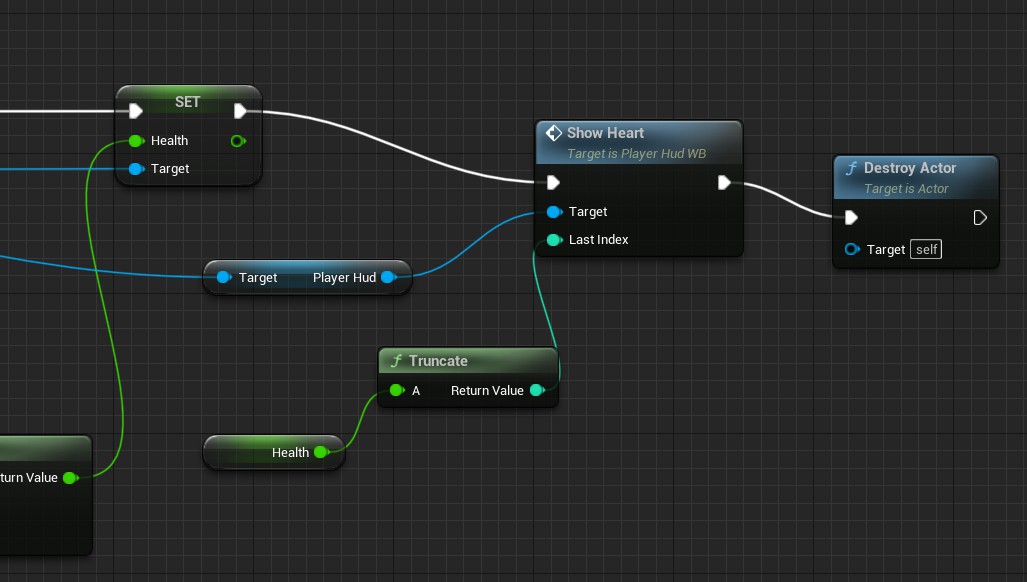 SET
Health
Target
Show Heart
Target is Player Hud WB
Target
Last Index
Destroy Actor
Target is Actor
Target self
Target Player Hud
Truncate
A Return Value
Health
turn Value